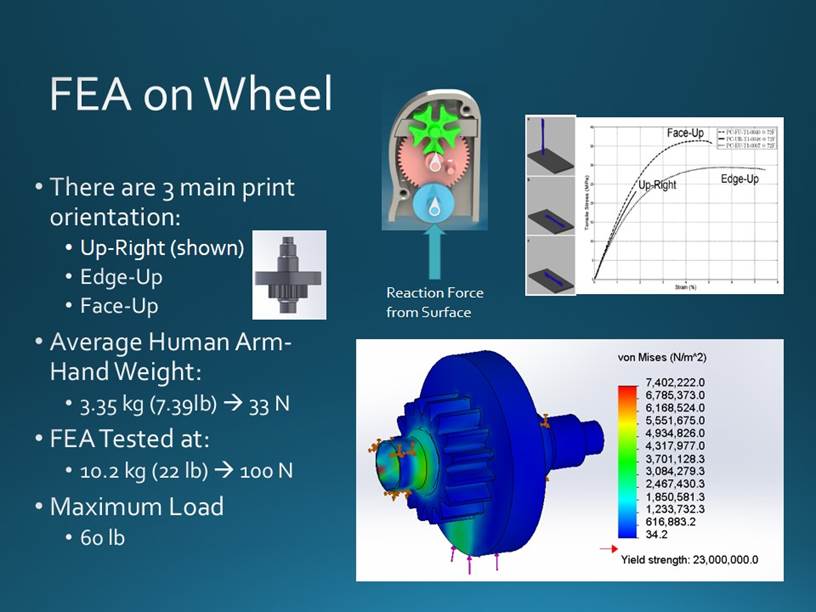 FEA on Wheel
• There are 3 main print
orientation:
• Up-Right (shown)
• Edge-Up
• Face-Up
• Average Human Arm-
Hand Weight:
• 3.35 kg (7.39lb) → 33 N
• FEA Tested at:
• 10.2 kg (22 lb) → 100 N
• Maximum Load
• 60 lb
Reaction Force
from Surface
Face-Up
Up-Right
Edge-Up
Tensile Stress (MPa)
Strain (%)
von Mises (N/m^2)
7,402,222.0
6,785,373.0
6,168,524.0
5,551,675.0
4,934,826.0
4,317,977.0
3,701,128.3
3,084,279.3
2,467,430.3
1,850,581.3
1,233,732.3
616,883.2
34.2
Yield strength: 23,000,000.0